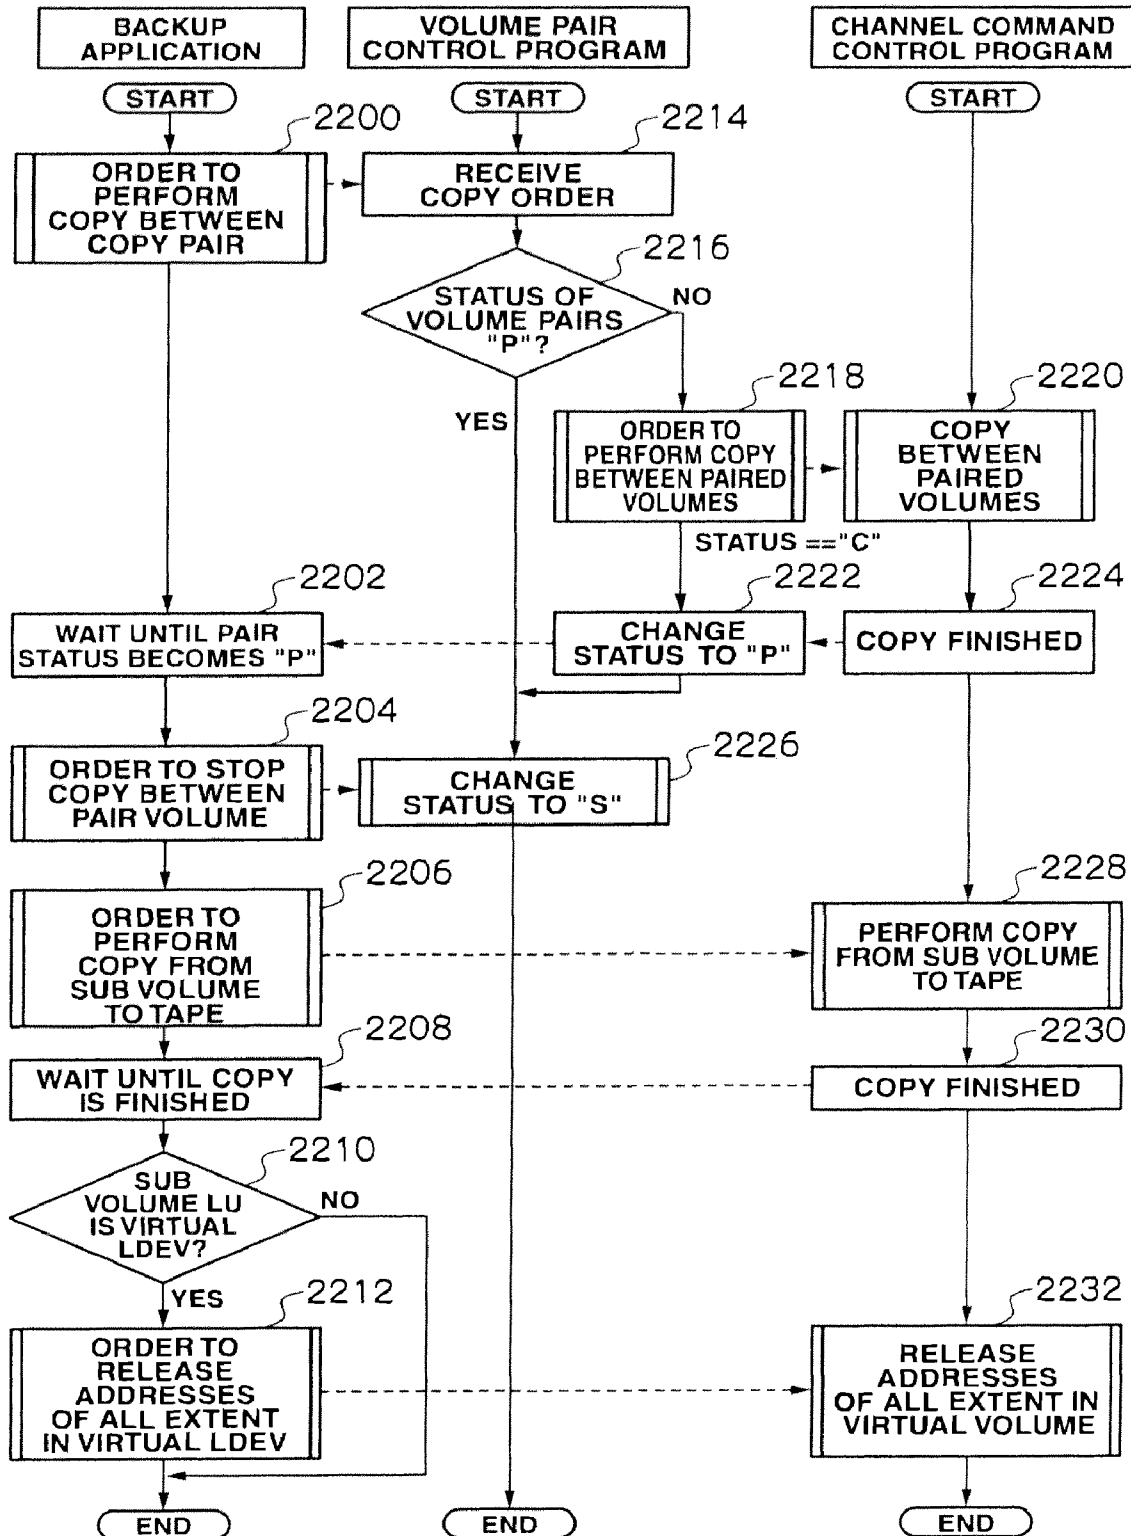 BACKUP
APPLICATION
VOLUME PAIR
CONTROL PROGRAM
CHANNEL COMMAND
CONTROL PROGRAM
START
START
START
2200
ORDER TO
PERFORM
COPY BETWEEN
COPY PAIR
2214
RECEIVE
COPY ORDER
2216
STATUS OF
VOLUME PAIRS
"P"?
NO
YES
2218
ORDER TO
PERFORM COPY
BETWEEN PAIRED
VOLUMES
2220
COPY
BETWEEN
PAIRED
VOLUMES
STATUS =="C"
2202
WAIT UNTIL PAIR
STATUS BECOMES "P"
2222
CHANGE
STATUS TO "P"
2224
COPY FINISHED
2204
ORDER TO STOP
COPY BETWEEN
PAIR VOLUME
2226
CHANGE
STATUS TO "S"
2206
ORDER TO
PERFORM
COPY FROM
SUB VOLUME
TO TAPE
2228
PERFORM COPY
FROM SUB VOLUME
TO TAPE
2208
WAIT UNTIL COPY
IS FINISHED
2230
COPY FINISHED
2210
SUB
VOLUME LU
IS VIRTUAL
LDEV?
NO
YES
2212
ORDER TO
RELEASE
ADDRESSES
OF ALL EXTENT
IN VIRTUAL LDEV
2232
RELEASE
ADDRESSES
OF ALL EXTENT IN
VIRTUAL VOLUME
END
END
END